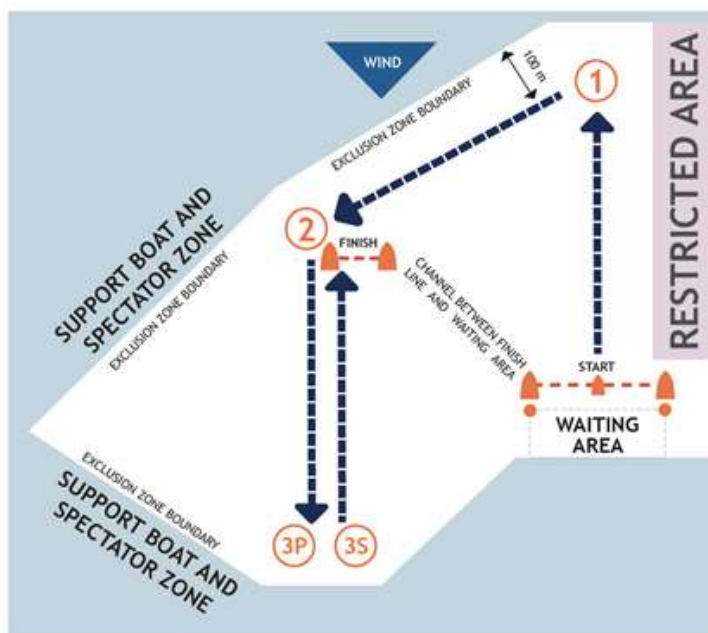 WIND
100 m
1
EXCLUSION ZONE BOUNDARY
RESTRICTED AREA
2
FINISH
SUPPORT BOAT AND
SPECTATOR ZONE
EXCLUSION ZONE BOUNDARY
CHANNEL BETWEEN FINISH
LINE AND WAITING AREA
START
WAITING
AREA
EXCLUSION ZONE BOUNDARY
SUPPORT BOAT AND
SPECTATOR ZONE
3P
3S